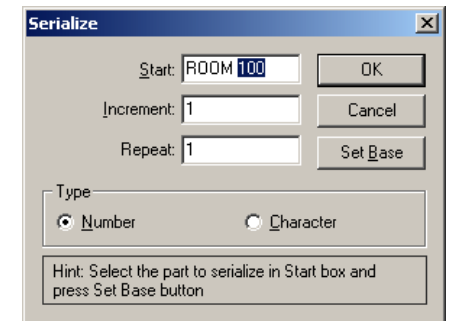 Serialize
Start: ROOM 100
OK
Increment: 1
Cancel
Repeat: 1
Set Base
Type
Number
Character
Hint: Select the part to serialize in Start box and
press Set Base button